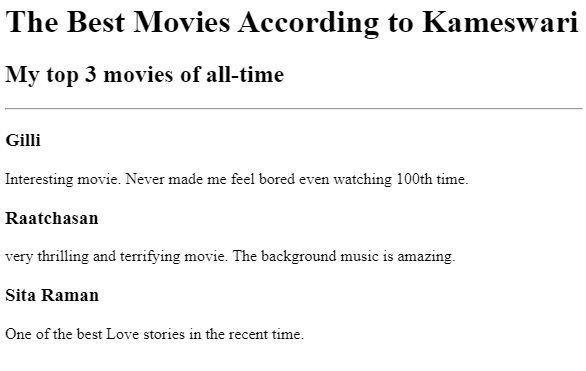 The Best Movies According to Kameswari
My top 3 movies of all-time
Gilli
Interesting movie. Never made me feel bored even watching 100th time.
Raatchasan
very thrilling and terrifying movie. The background music is amazing.
Sita Raman
One of the best Love stories in the recent time.